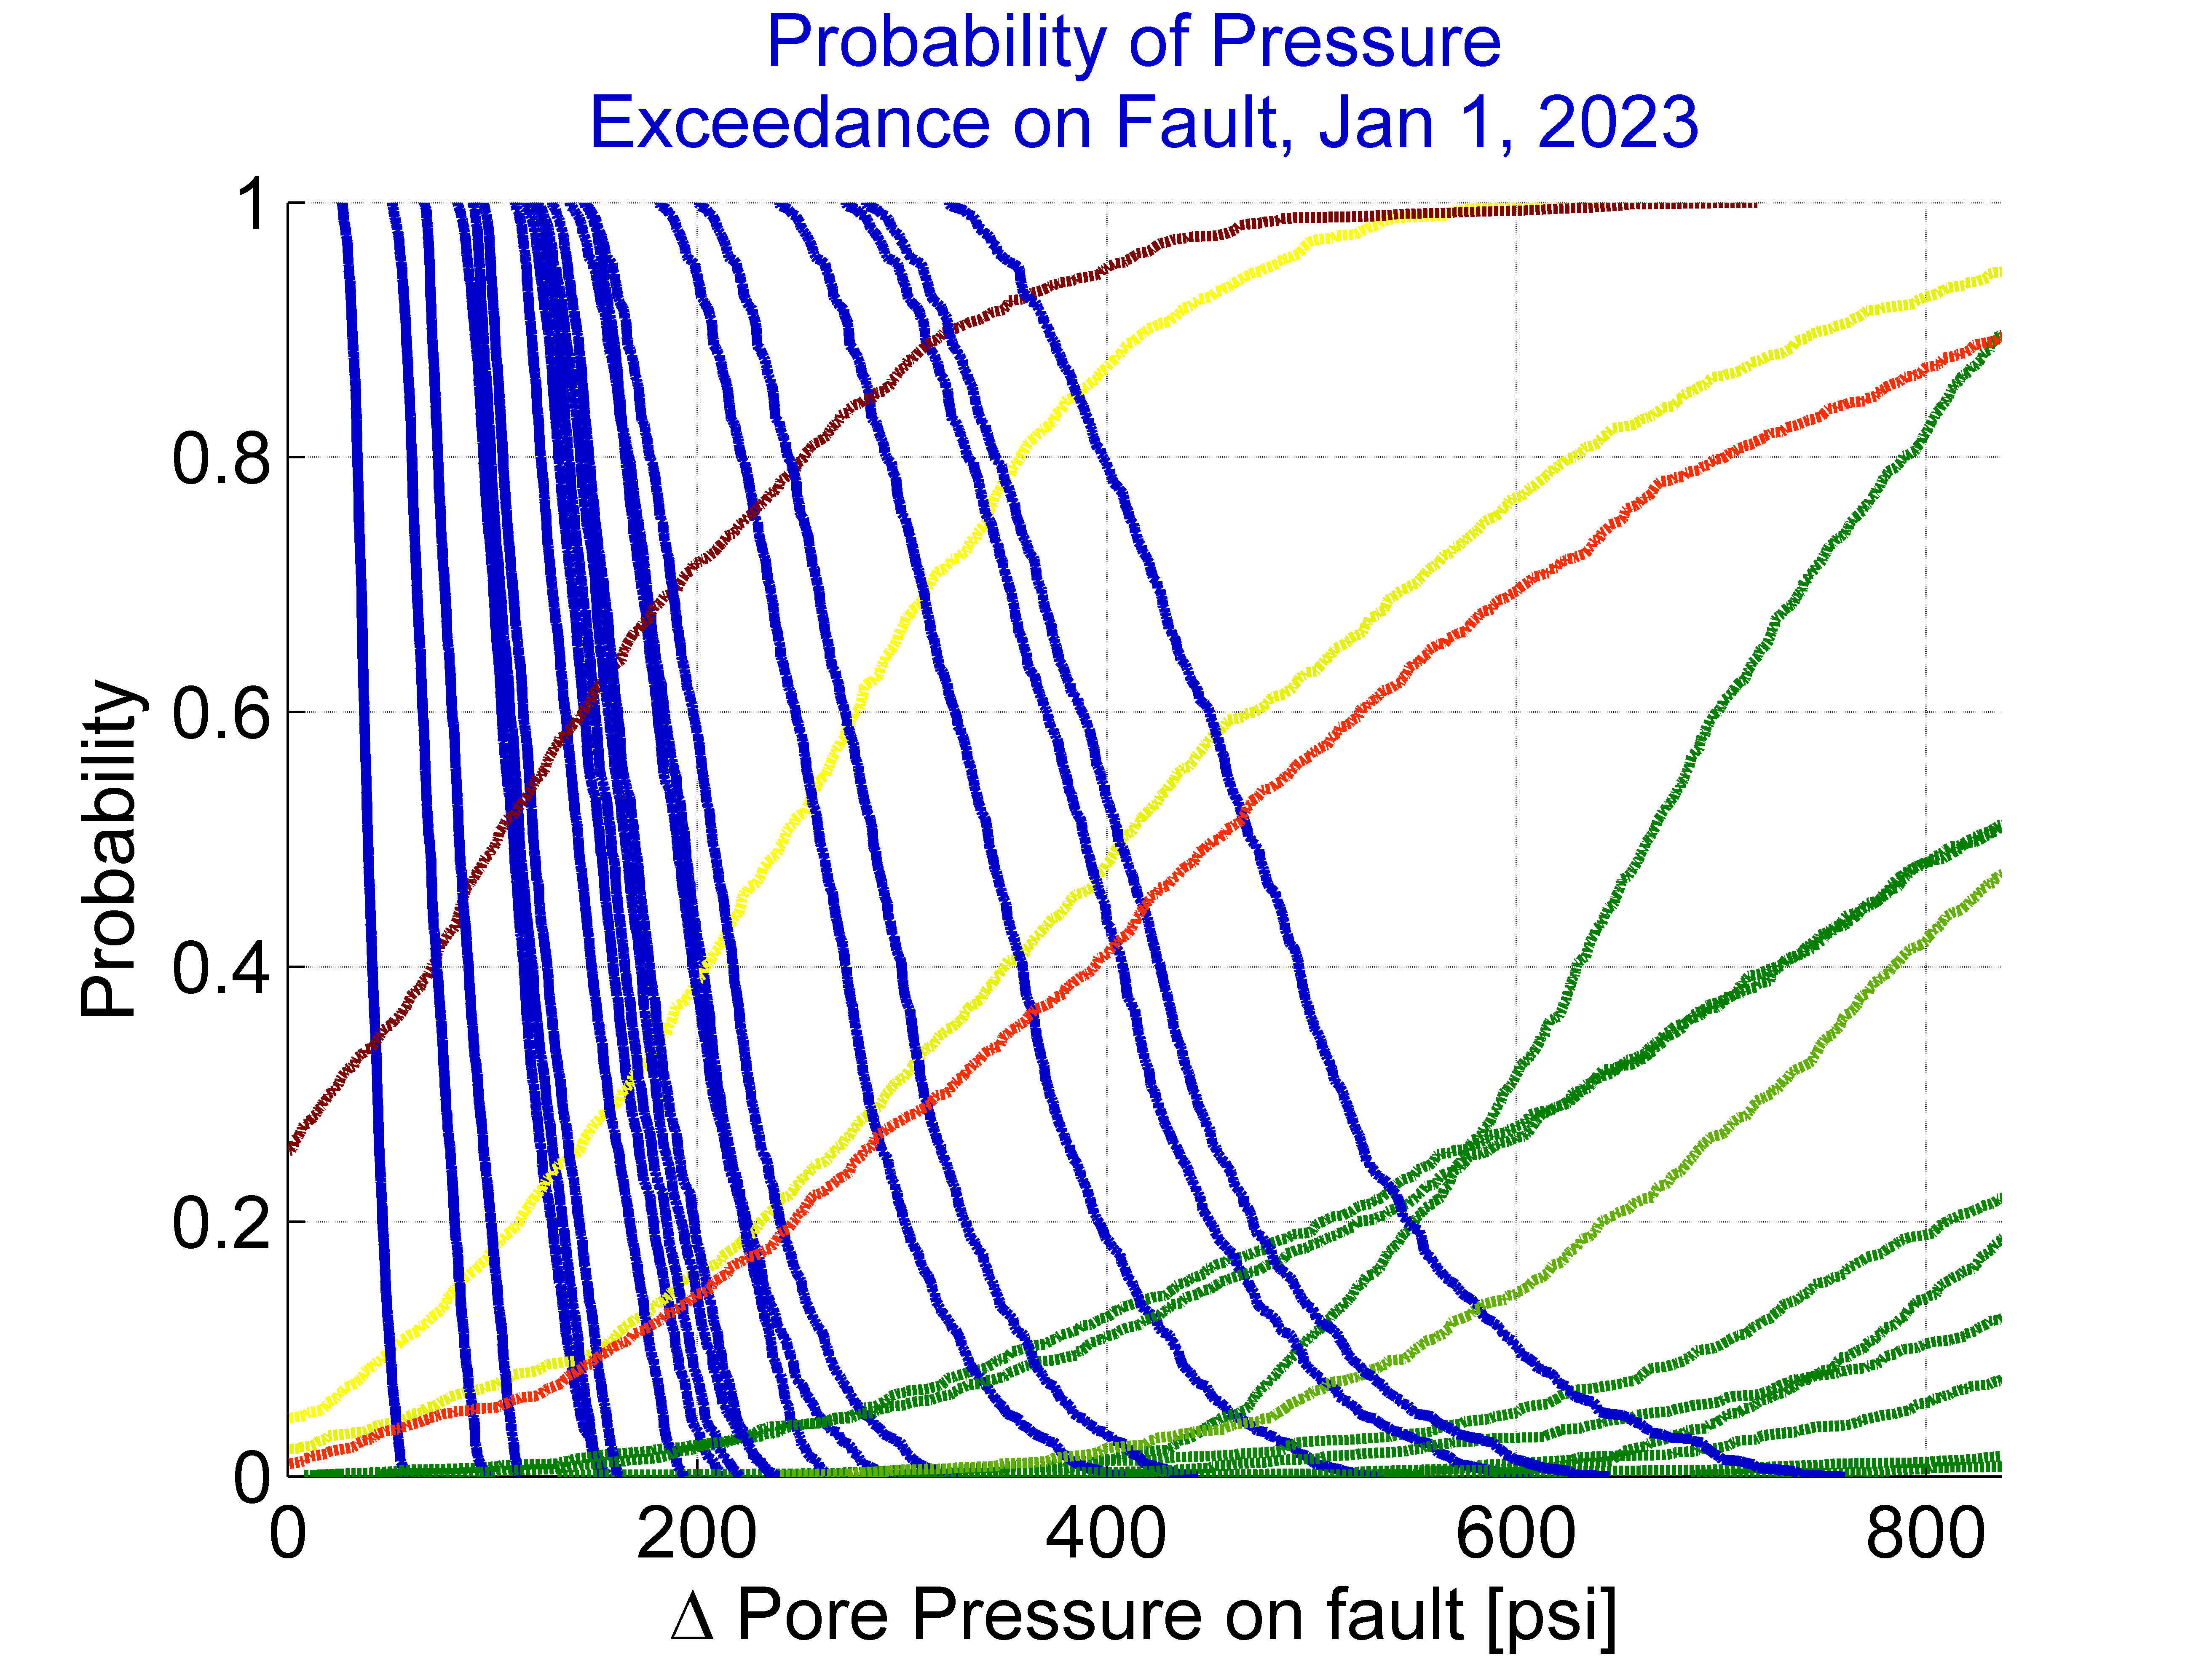 Probability of Pressure
Exceedance on Fault, Jan 1, 2023
1
0.8
0.6
0.4
0.2
0
Probability
0 200 400 600 800
Δ Pore Pressure on fault [psi]